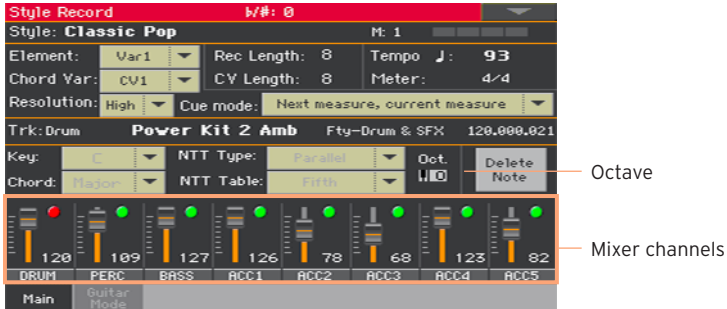 Style Record ♭/#: 0
Style: Classic Pop M: 1
Element: Var1 Rec Length: 8 Tempo ♩: 93
Chord Var: CV1 CV Length: 8 Meter: 4/4
Resolution: High Cue mode: Next measure, current measure
Trk: Drum Power Kit 2 Amb Fty-Drum & SFX 120.000.021
Key: C NTT Type: Parallel Oct. Delete Note
Chord: Major NTT Table: Fifth 0
Octave
120 109 127 126 78 68 123 82
DRUM PERC BASS ACC1 ACC2 ACC3 ACC4 ACC5
Mixer channels
Main Guitar Mode